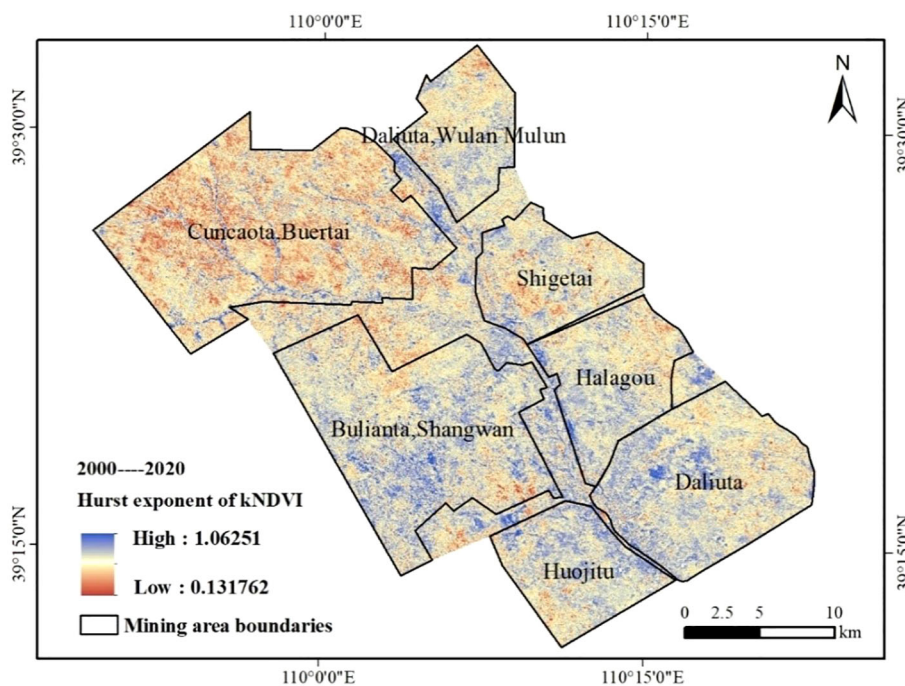 110°0'0"E
110°15'0"E
N
39°30'0"N
39°30'0"N
Daliuta,Wulan Mulun
Cuncaota,Buertai
Shigetai
Halagou
Bulianta,Shangwan
Daliuta
Huojitu
2000----2020
Hurst exponent of kNDVI
High : 1.06251
Low : 0.131762
Mining area boundaries
39°15'0"N
39°15'0"N
0 2.5 5 10
km
110°0'0"E
110°15'0"E